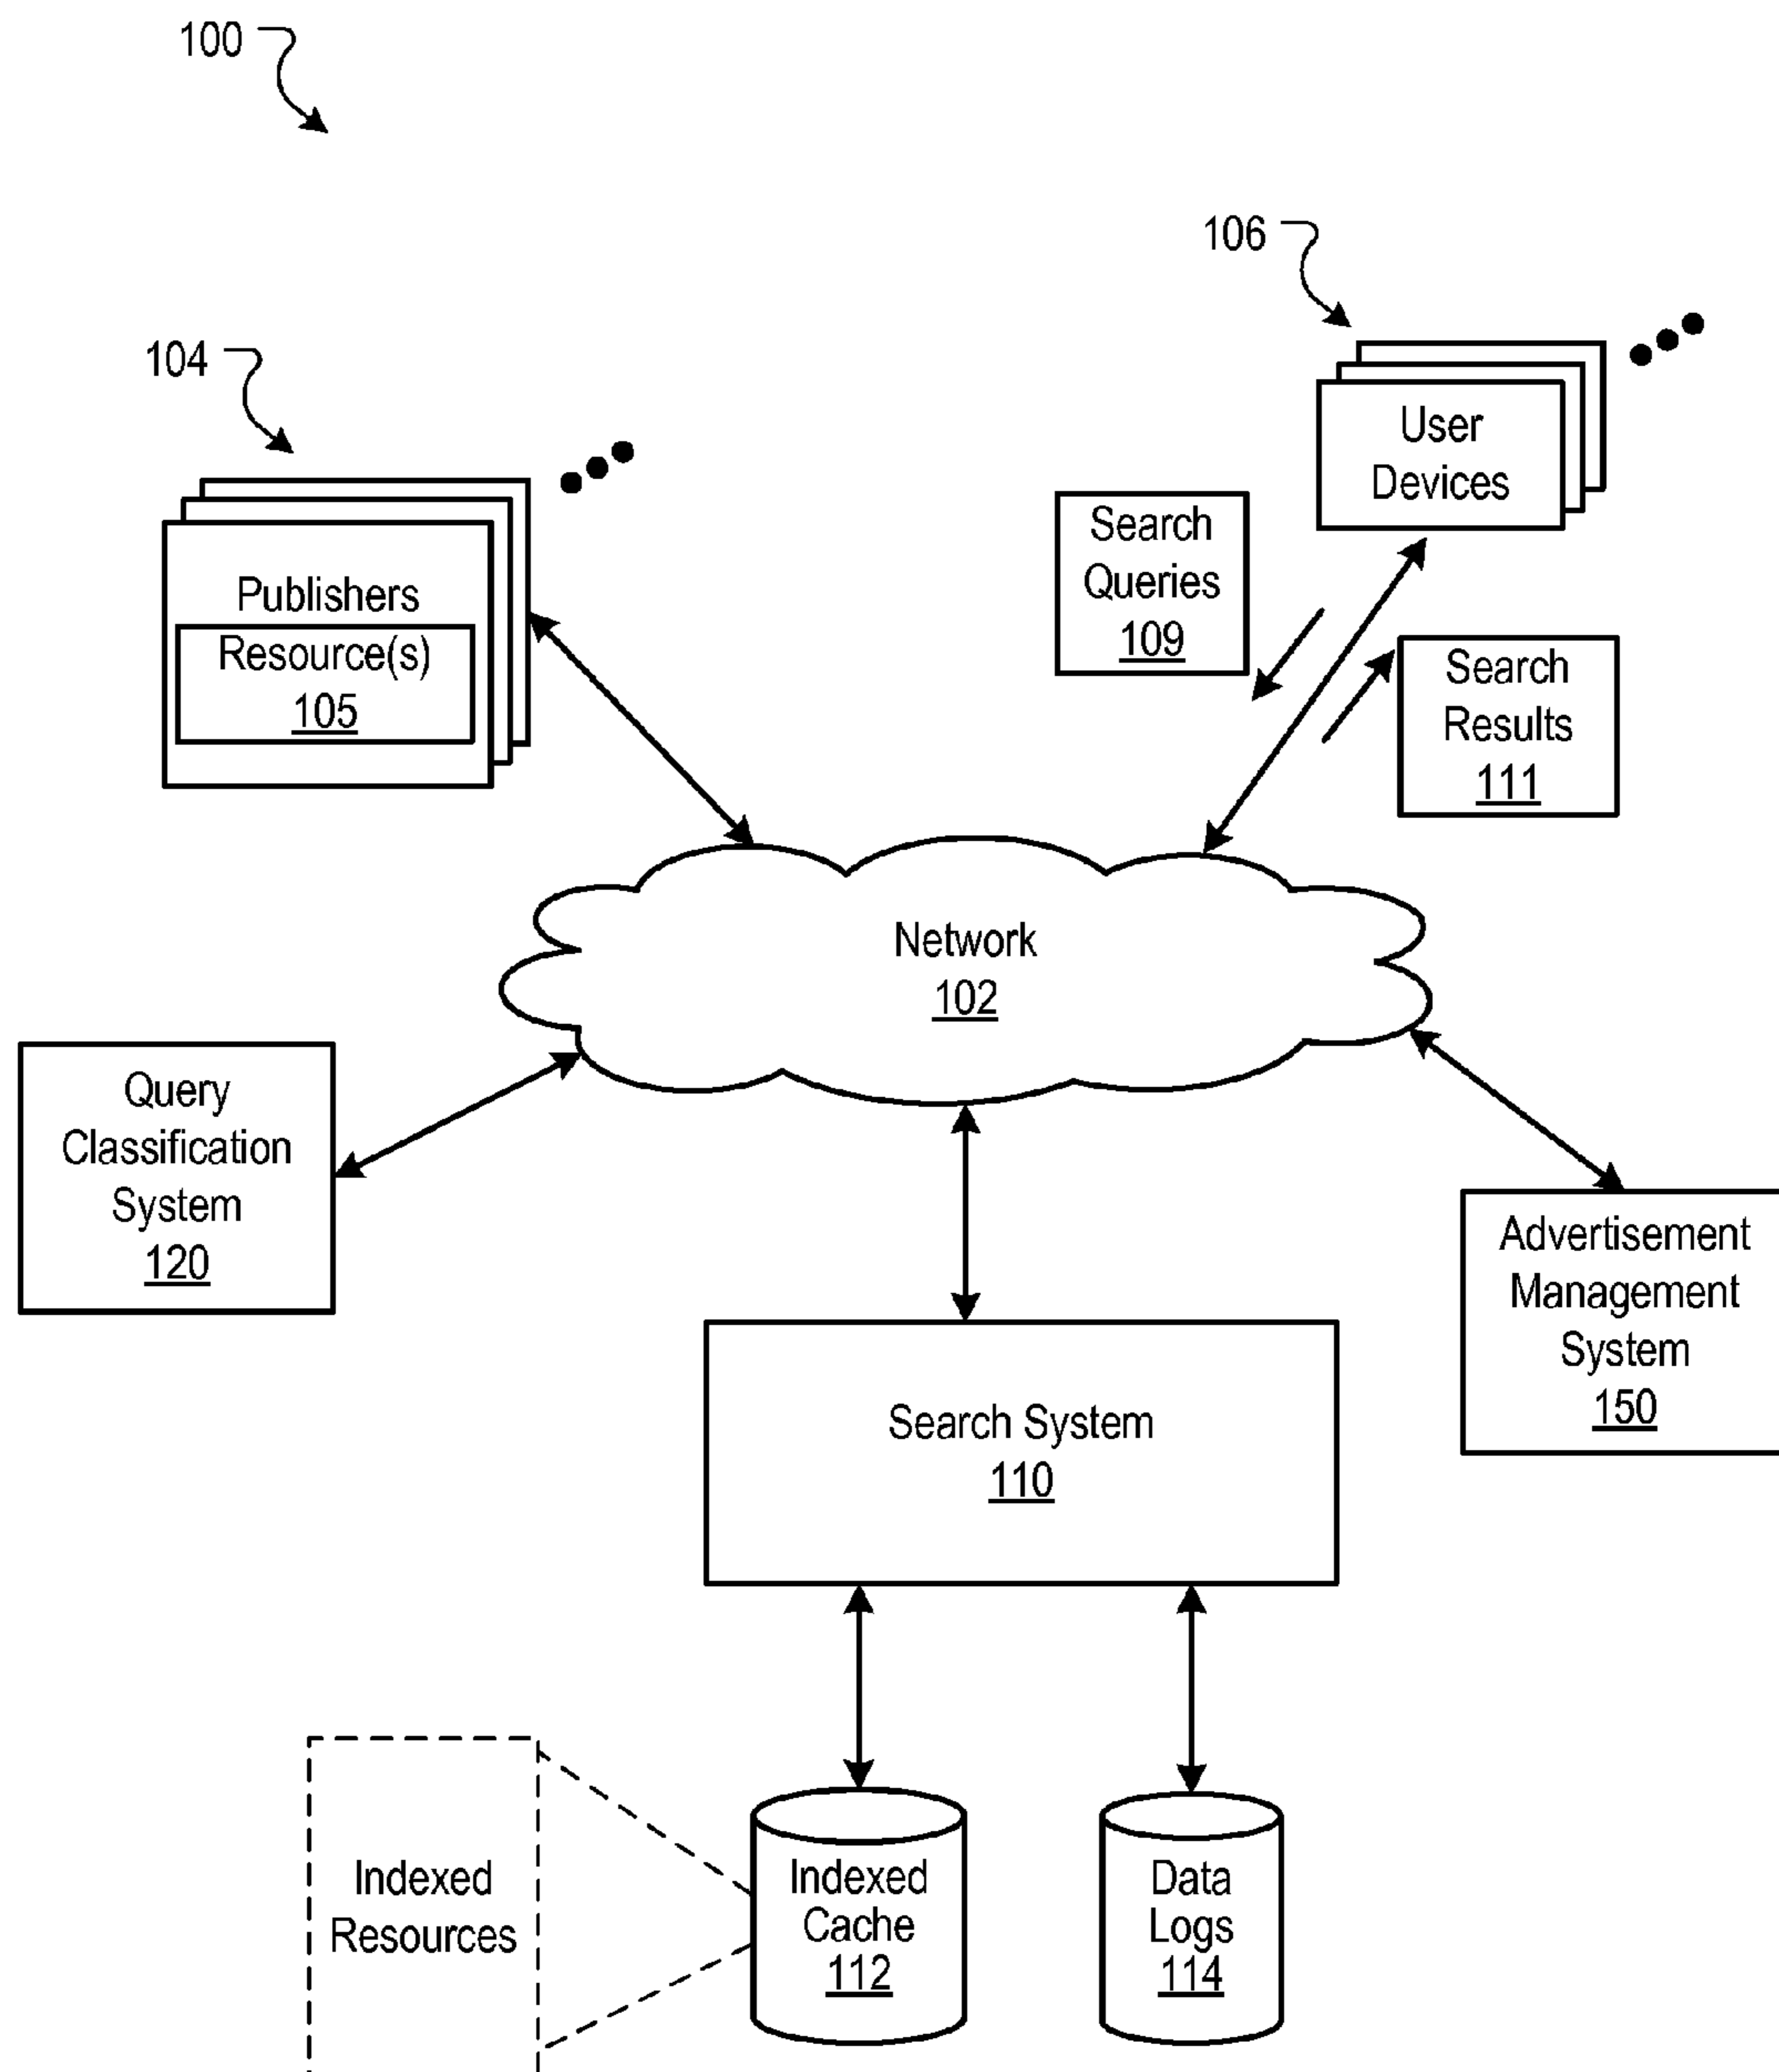 100
106
104
User
Devices
Search
Queries
109
Publishers
Resource(s)
105
Search
Results
111
Network
102
Query
Classification
System
120
Advertisement
Management
System
150
Search System
110
Indexed
Resources
Indexed
Cache
112
Data
Logs
114